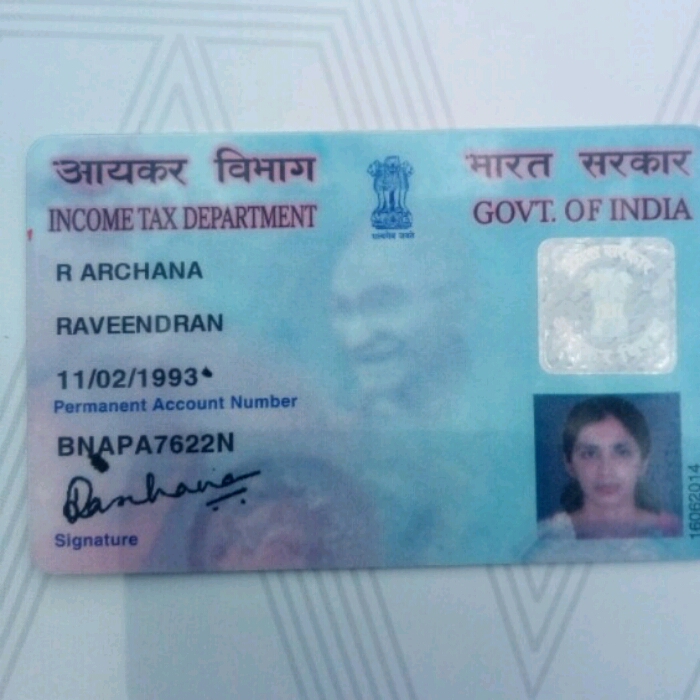 आयकर विभाग
भारत सरकार
INCOME TAX DEPARTMENT
GOVT. OF INDIA
सत्यमेव जयते
R ARCHANA
RAVEENDRAN
11/02/1993
Permanent Account Number
BNAPA7622N
Rarchana
Signature
16062014